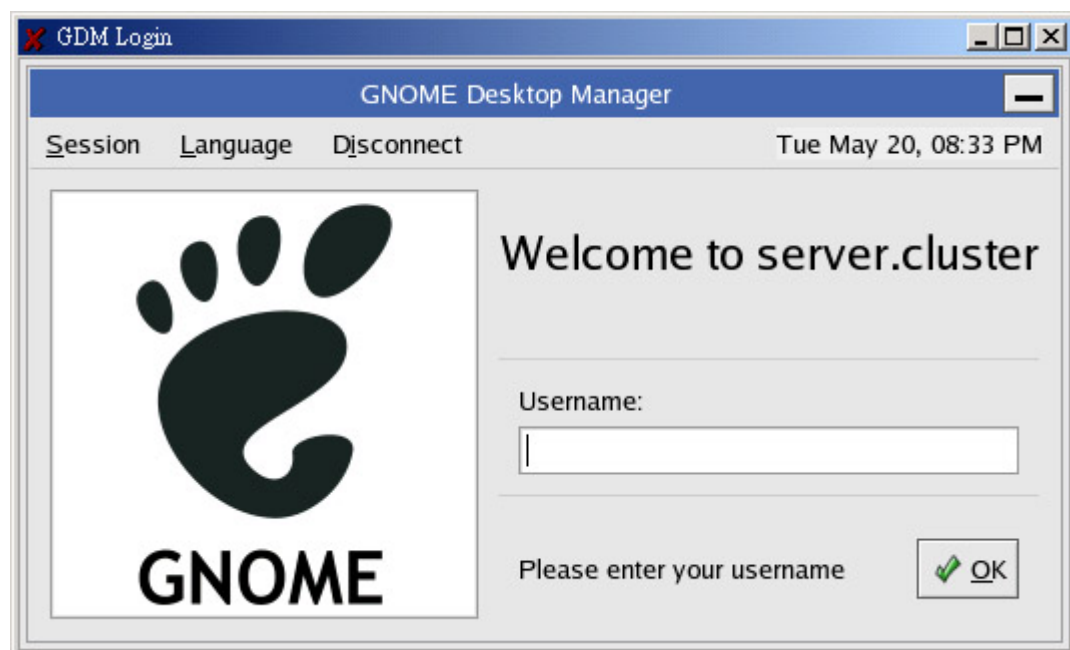 GDM Login
GNOME Desktop Manager
Session Language Disconnect Tue May 20, 08:33 PM
Welcome to server.cluster
Username:
Please enter your username OK
GNOME